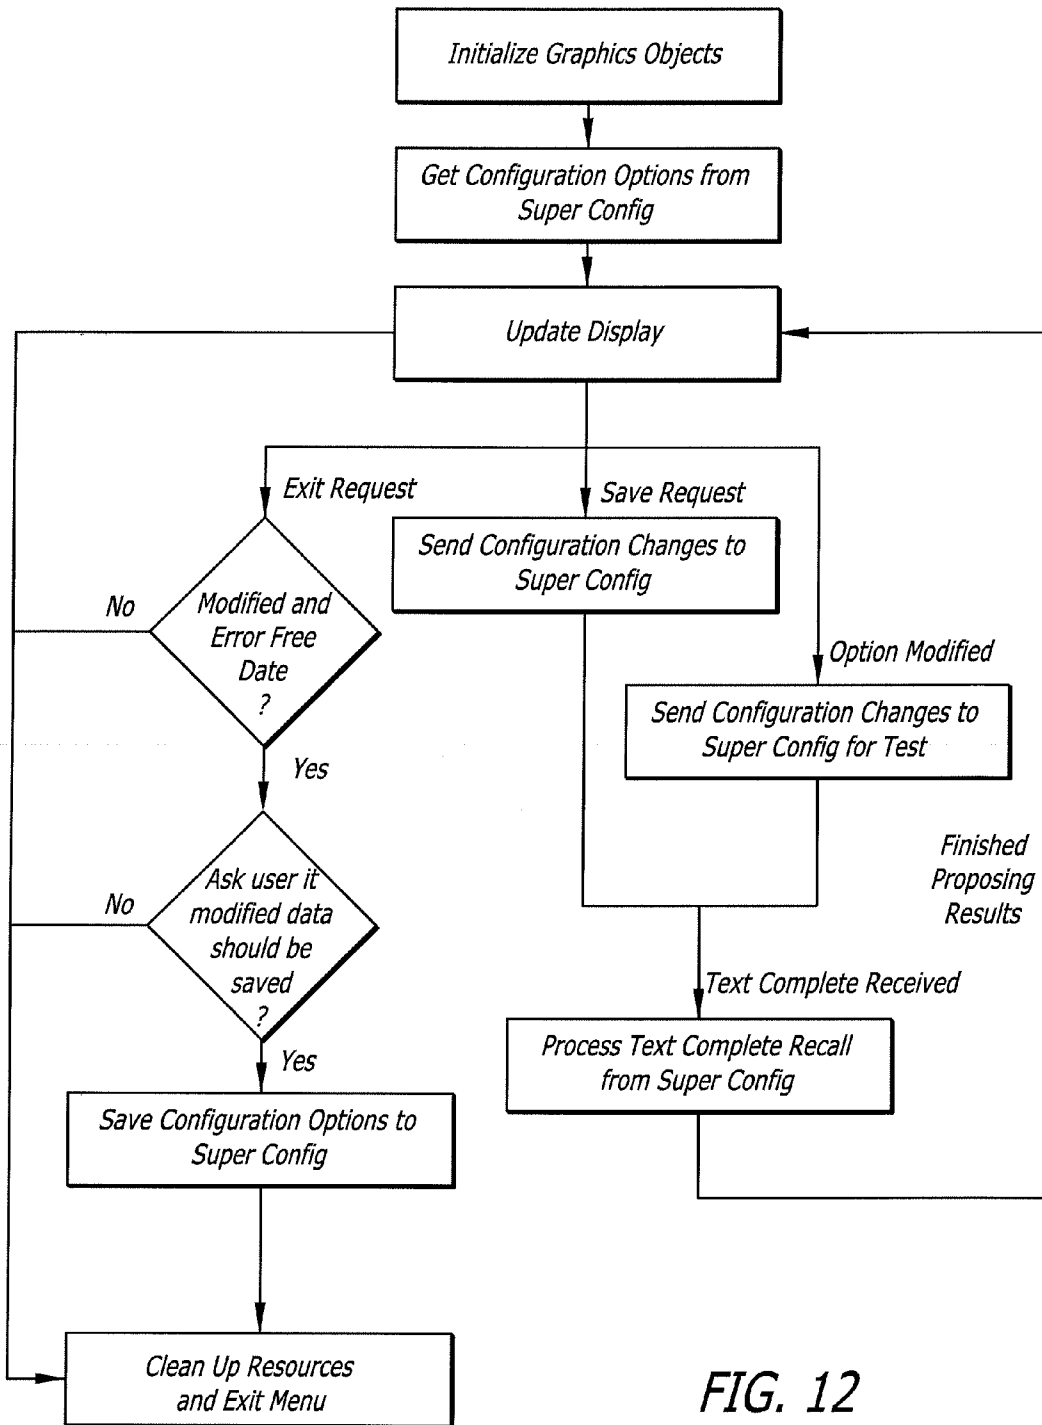 Initialize Graphics Objects
Get Configuration Options from
Super Config
Update Display
Exit Request
Save Request
Send Configuration Changes to
Super Config
No
Modified and
Error Free
Date
?
Option Modified
Send Configuration Changes to
Super Config for Test
Yes
Finished
Proposing
Results
No
Ask user it
modified data
should be
saved
?
Text Complete Received
Process Text Complete Recall
from Super Config
Yes
Save Configuration Options to
Super Config
Clean Up Resources
and Exit Menu
FIG. 12